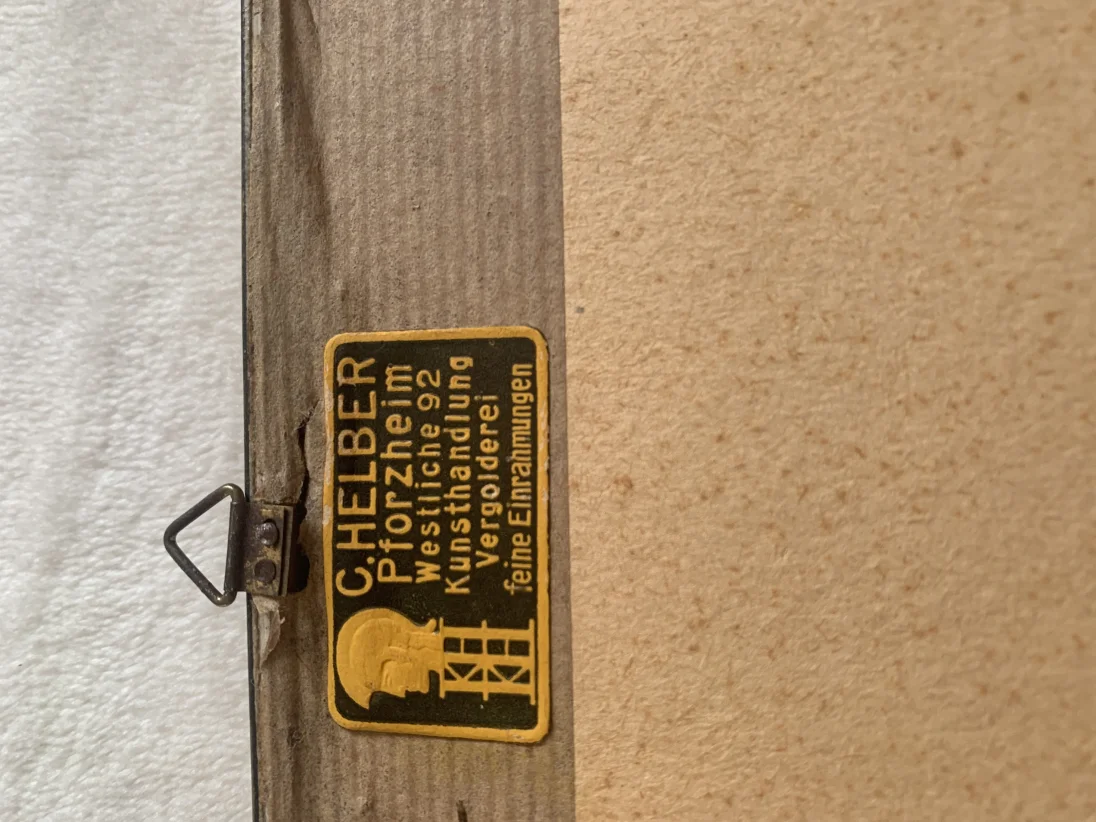 C.HELBER
Pforzheim
Westliche 92
Kunsthandlung
Vergolderei
feine Einrahmungen